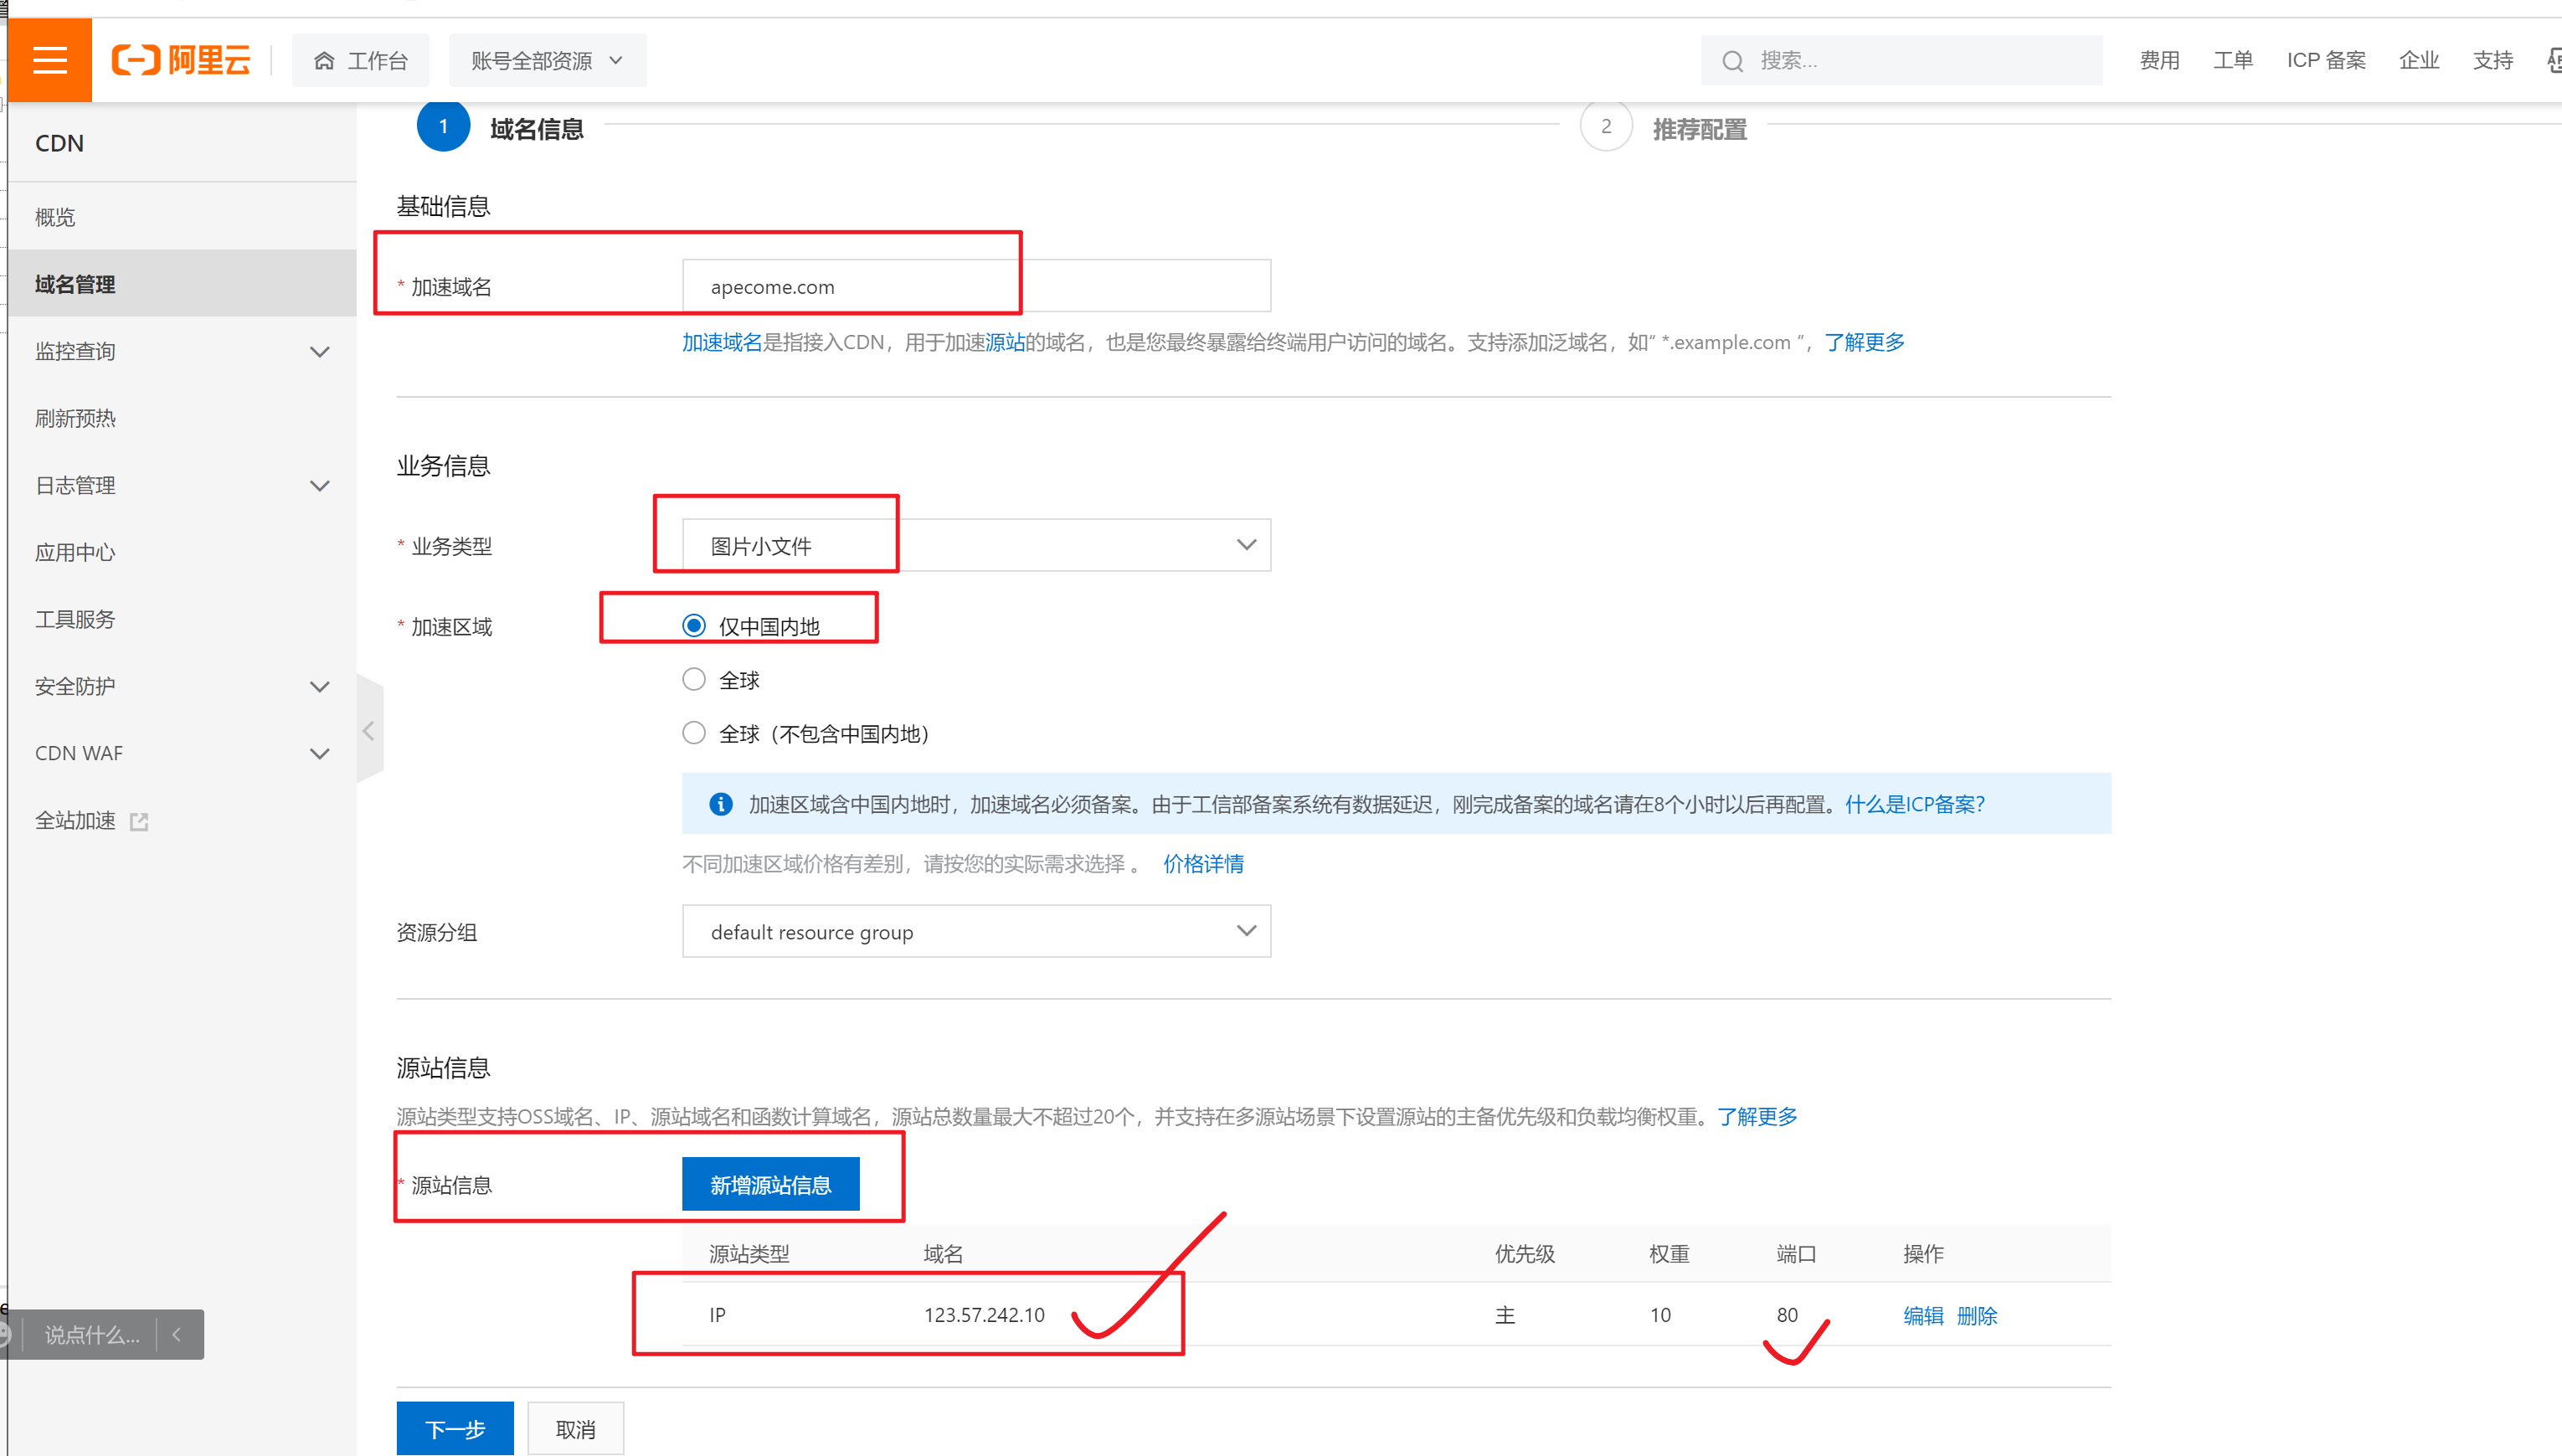 阿里云
工作台
账号全部资源
搜索...
费用
工单
ICP 备案
企业
支持
CDN
概览
域名管理
监控查询
刷新预热
日志管理
应用中心
工具服务
安全防护
CDN WAF
全站加速
说点什么...
1 域名信息
2 推荐配置
基础信息
* 加速域名 apecome.com
加速域名是指接入CDN，用于加速源站的域名，也是您最终暴露给终端用户访问的域名。支持添加泛域名，如“ *.example.com ”，了解更多
业务信息
* 业务类型 图片小文件
* 加速区域 仅中国内地
全球
全球（不包含中国内地）
加速区域含中国内地时，加速域名必须备案。由于工信部备案系统有数据延迟，刚完成备案的域名请在8个小时以后再配置。什么是ICP备案?
不同加速区域价格有差别，请按您的实际需求选择 。 价格详情
资源分组 default resource group
源站信息
源站类型支持OSS域名、IP、源站域名和函数计算域名，源站总数量最大不超过20个，并支持在多源站场景下设置源站的主备优先级和负载均衡权重。了解更多
* 源站信息 新增源站信息
源站类型 域名 优先级 权重 端口 操作
IP 123.57.242.10 主 10 80 编辑 删除
下一步 取消